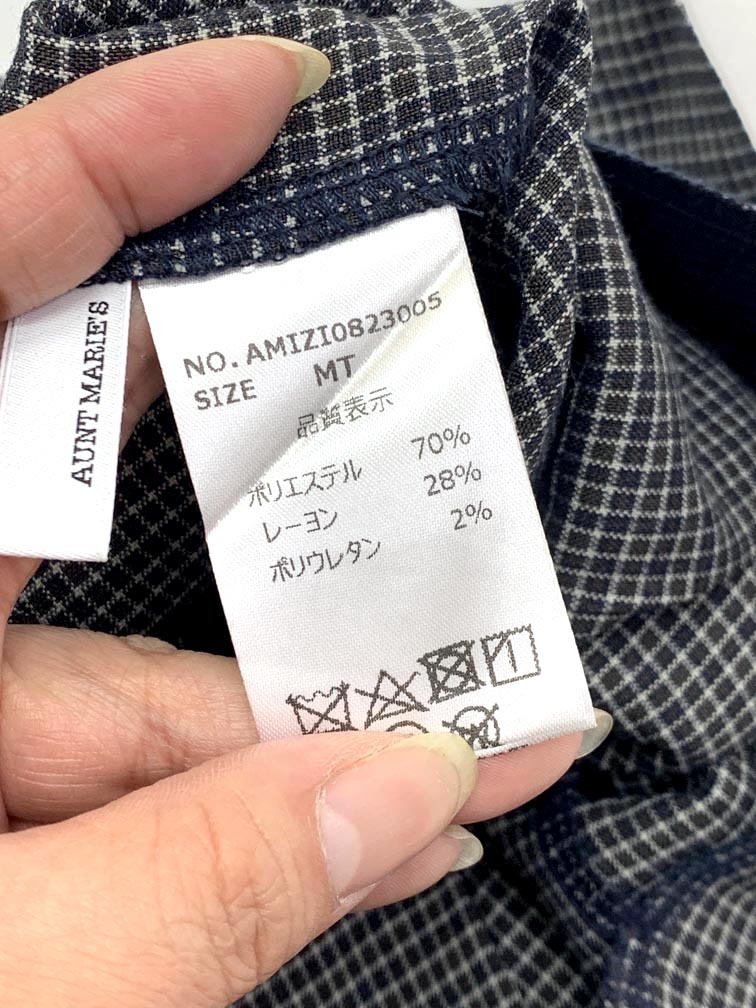 AUNT MARIE'S
NO. AMIZI0823005
SIZE MT
品質表示
ポリエステル 70%
レーヨン 28%
ポリウレタン 2%